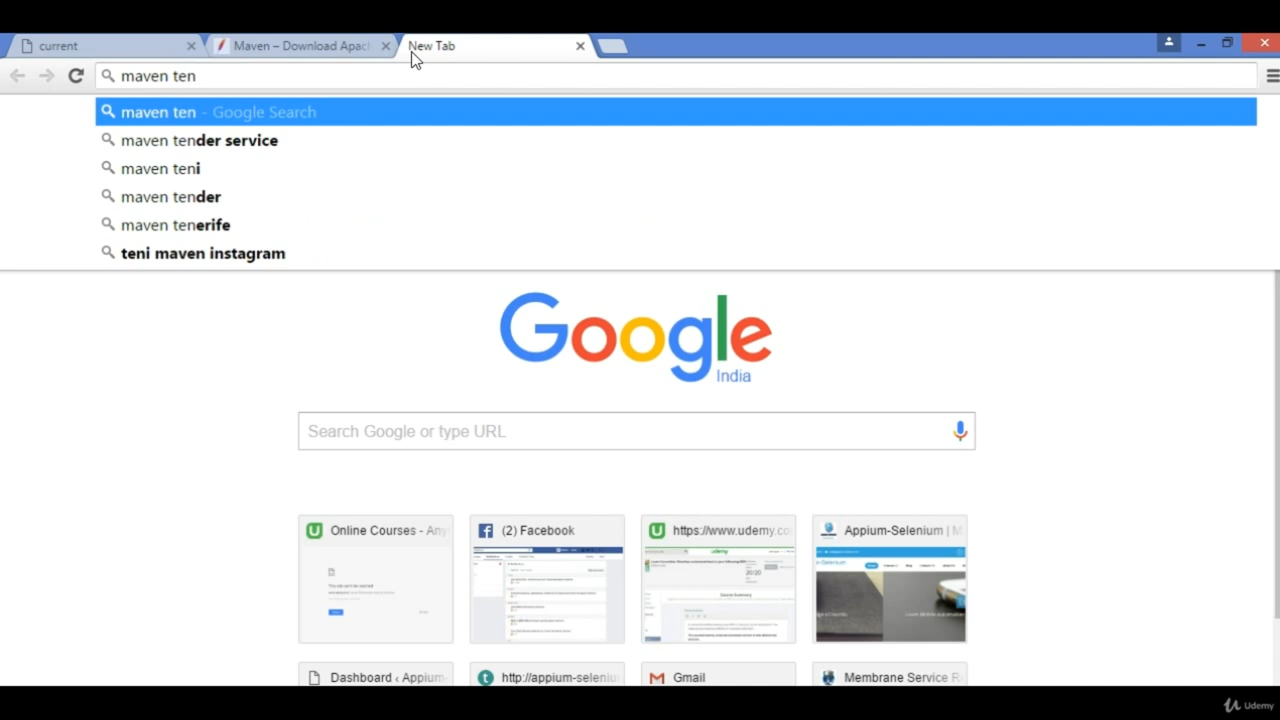 current
Maven – Download Apac
New Tab
maven ten
maven ten - Google Search
maven tender service
maven teni
maven tender
maven tenerife
teni maven instagram
Google
India
Search Google or type URL
Online Courses - Any
(2) Facebook
https://www.udemy.co
Appium-Selenium | M
Dashboard ‹ Appium-
http://appium-seleniu
Gmail
Membrane Service R
Udemy